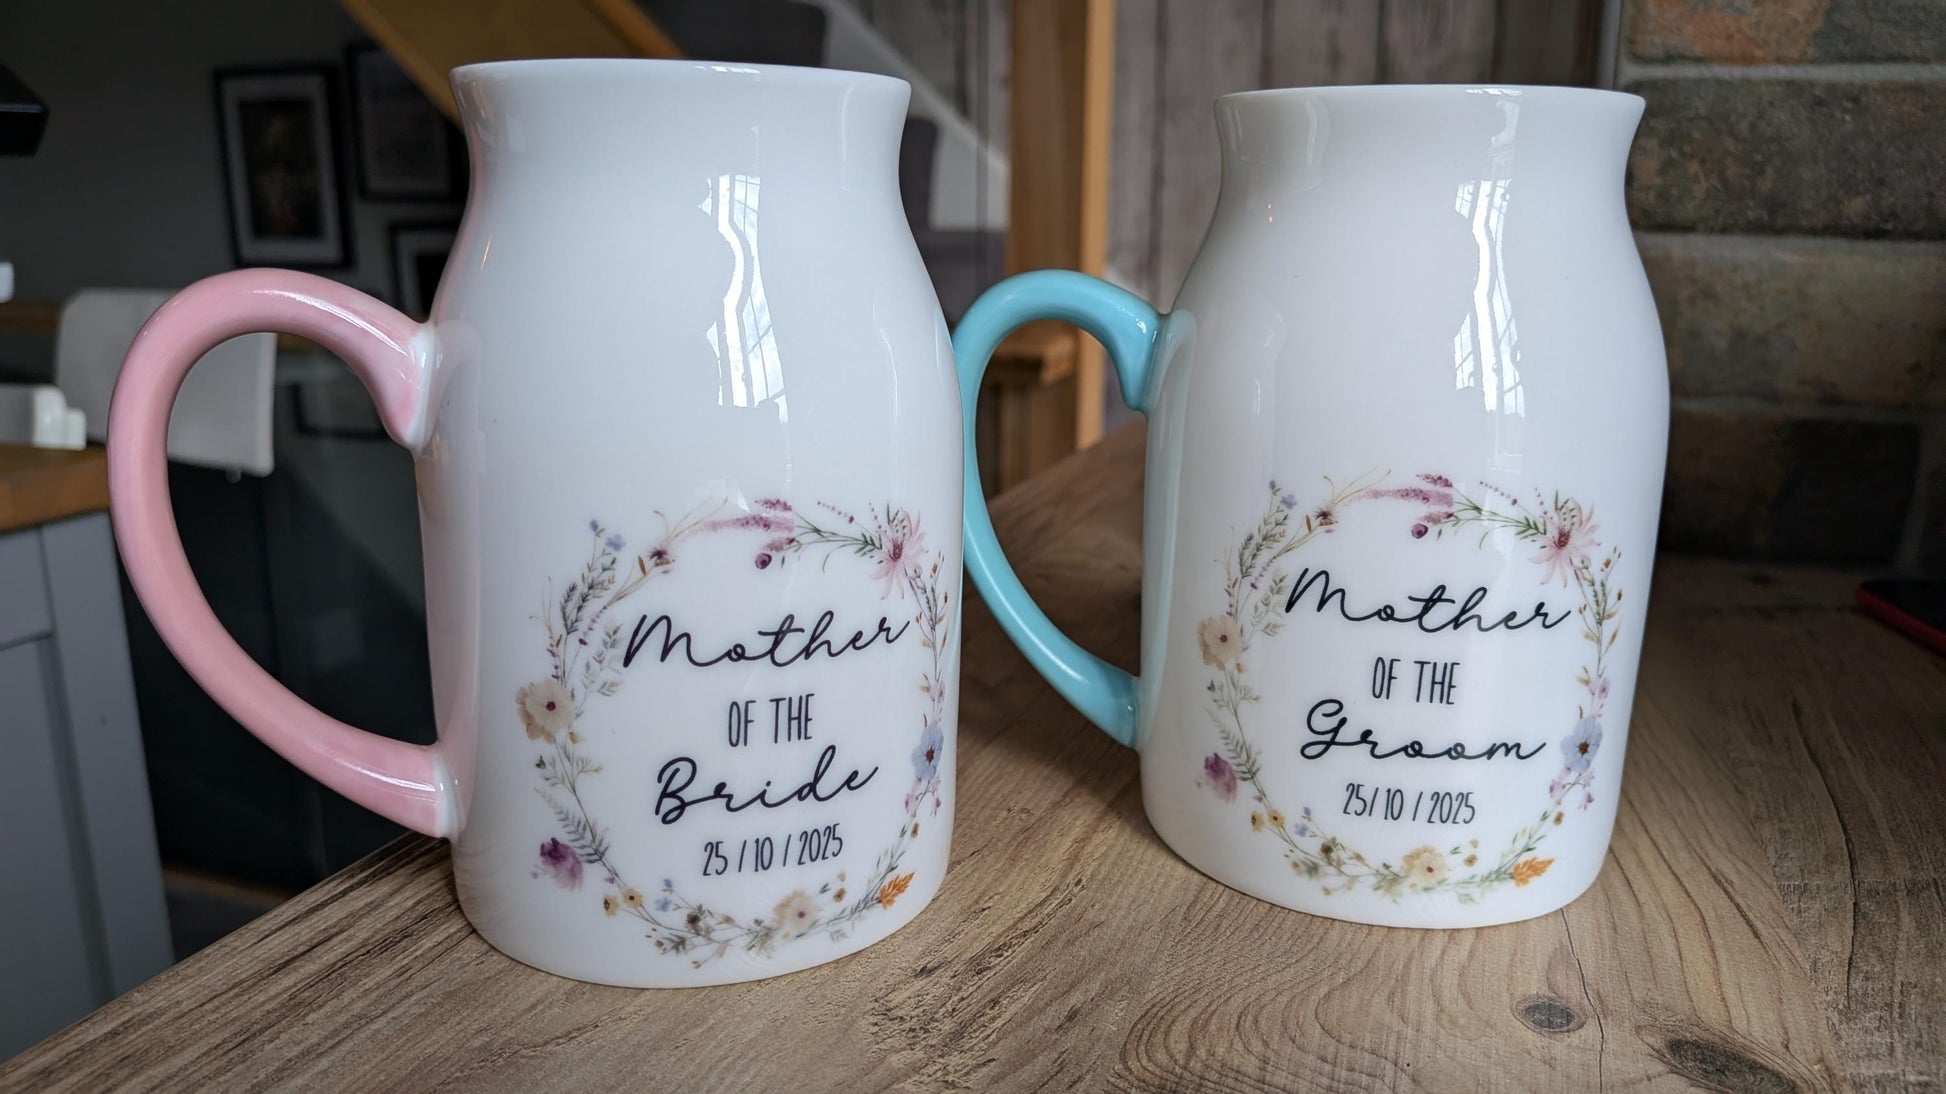 Mother
OF THE
Bride
25 / 10 / 2025
Mother
OF THE
Groom
25/ 10 / 2025